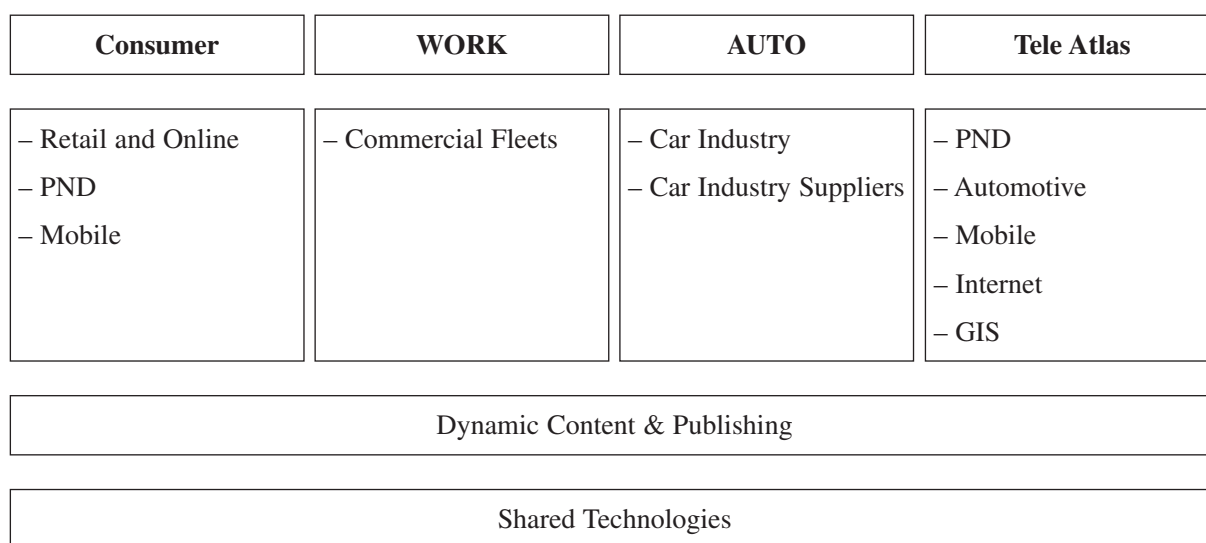 Consumer
WORK
AUTO
Tele Atlas
– Retail and Online
– PND
– Mobile
– Commercial Fleets
– Car Industry
– Car Industry Suppliers
– PND
– Automotive
– Mobile
– Internet
– GIS
Dynamic Content & Publishing
Shared Technologies